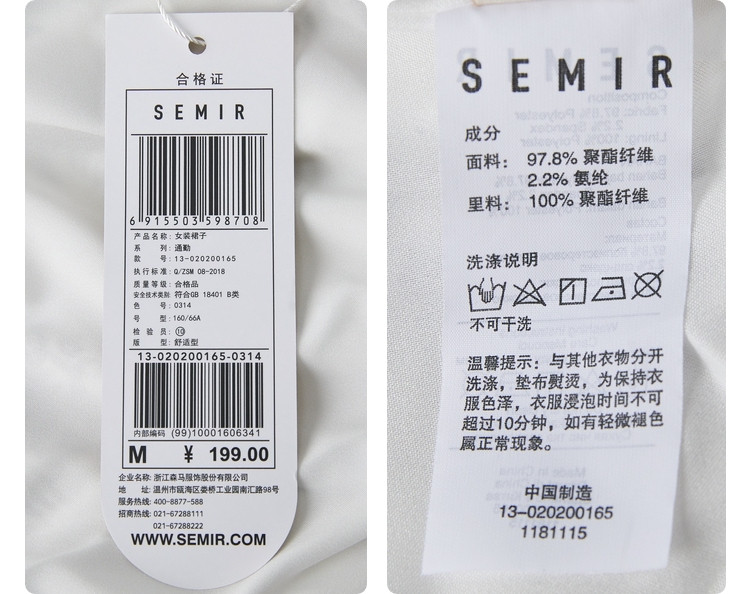 合格证
SEMIR
6 915503 598708
产品名称: 女装裙子
系 列: 通勤
款 号: 13-020200165
执行标准: Q/ZSM 08-2018
质量等级: 合格品
安全技术类别: 符合GB 18401 B类
色 号: 0314
号 型: 160/66A
检 验 员: ⑩
版 型: 舒适型
13-020200165-0314
内部编码 (99)10001606341
M ¥ 199.00
企业名称: 浙江森马服饰股份有限公司
地 址: 温州市瓯海区娄桥工业园南汇路98号
服务热线: 400-8877-588
招商热线: 021-67288111
021-67288222
WWW.SEMIR.COM
SEMIR
成分
面料: 97.8% 聚酯纤维
2.2% 氨纶
里料: 100% 聚酯纤维
洗涤说明
不可干洗
温馨提示: 与其他衣物分开
洗涤, 垫布熨烫, 为保持衣
服色泽, 衣服浸泡时间不可
超过10分钟, 如有轻微褪色
属正常现象。
中国制造
13-020200165
1181115